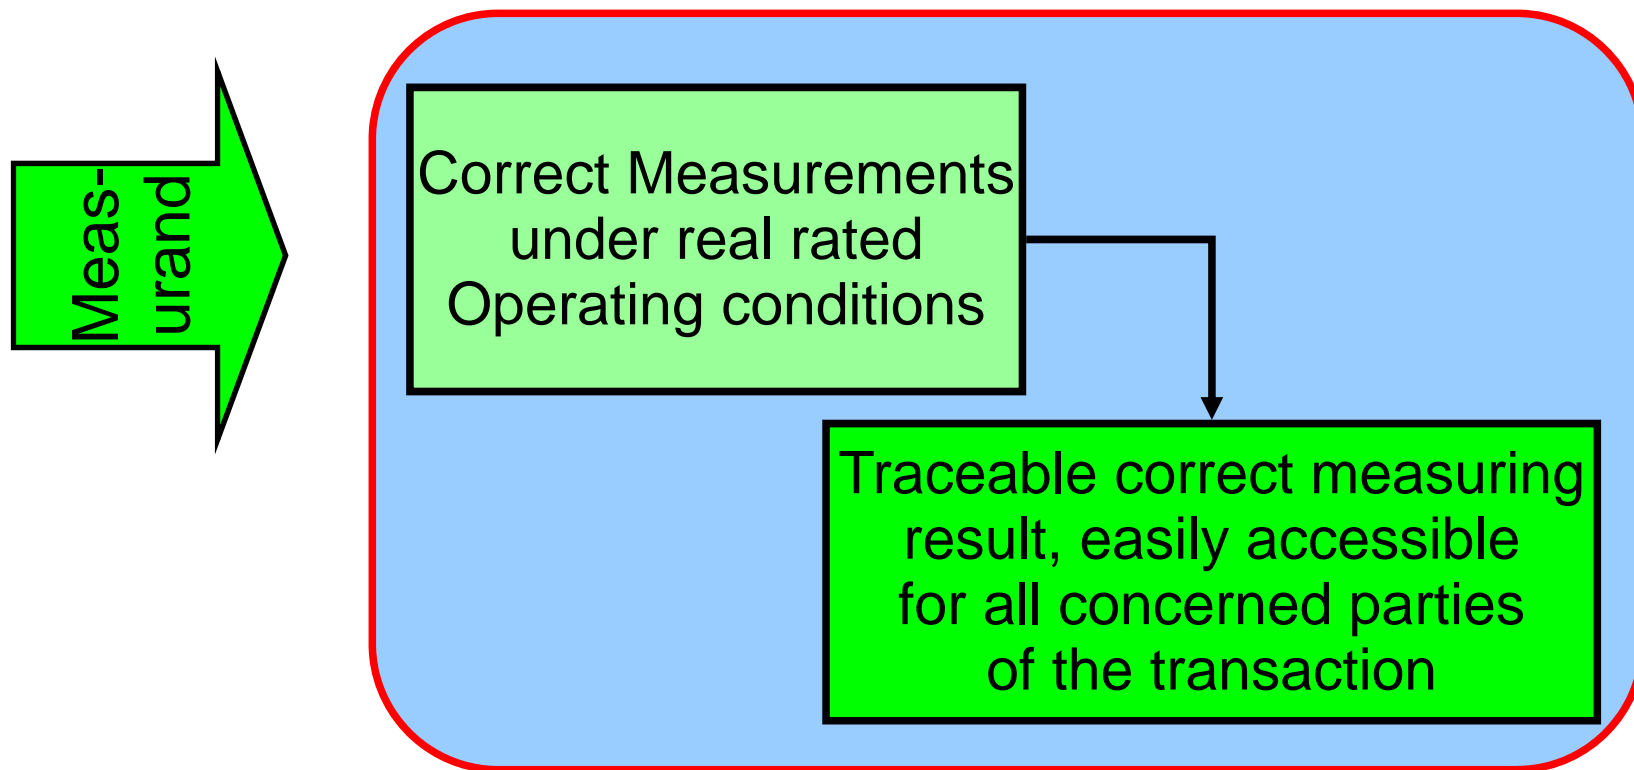 Meas-
urand
Correct Measurements
under real rated
Operating conditions
Traceable correct measuring
result, easily accessible
for all concerned parties
of the transaction